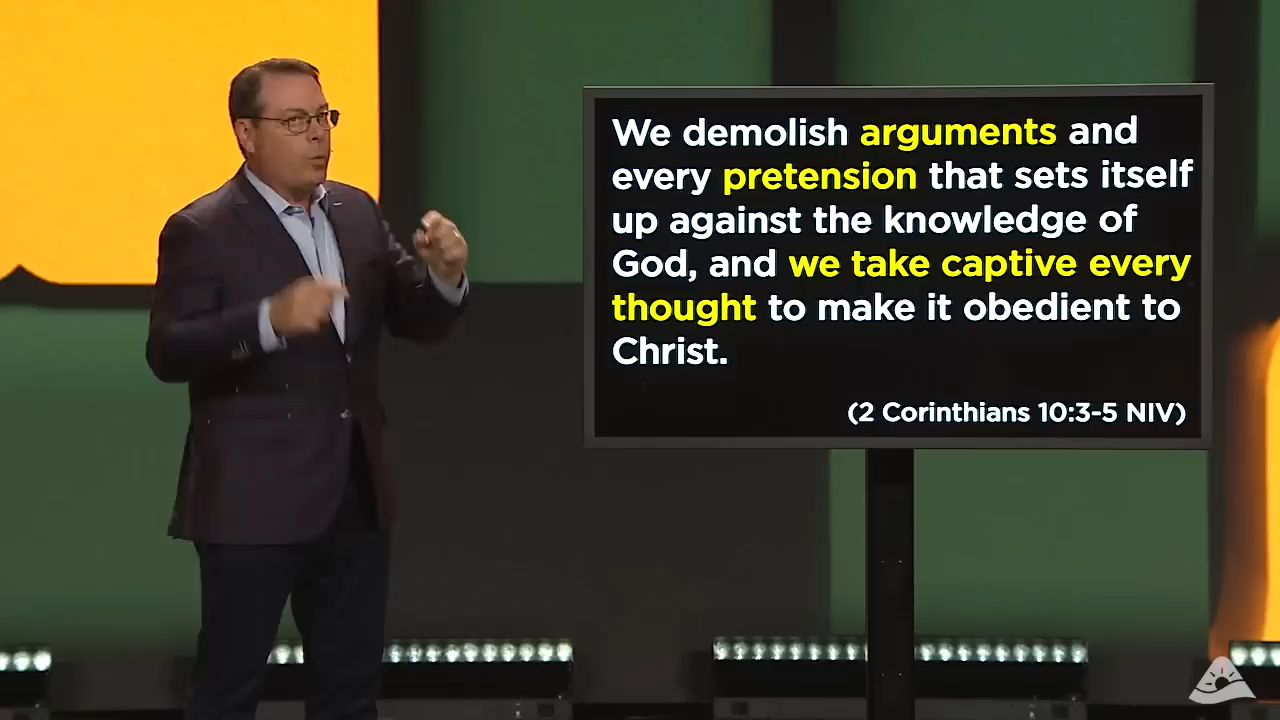 We demolish arguments and
every pretension that sets itself
up against the knowledge of
God, and we take captive every
thought to make it obedient to
Christ.
(2 Corinthians 10:3-5 NIV)